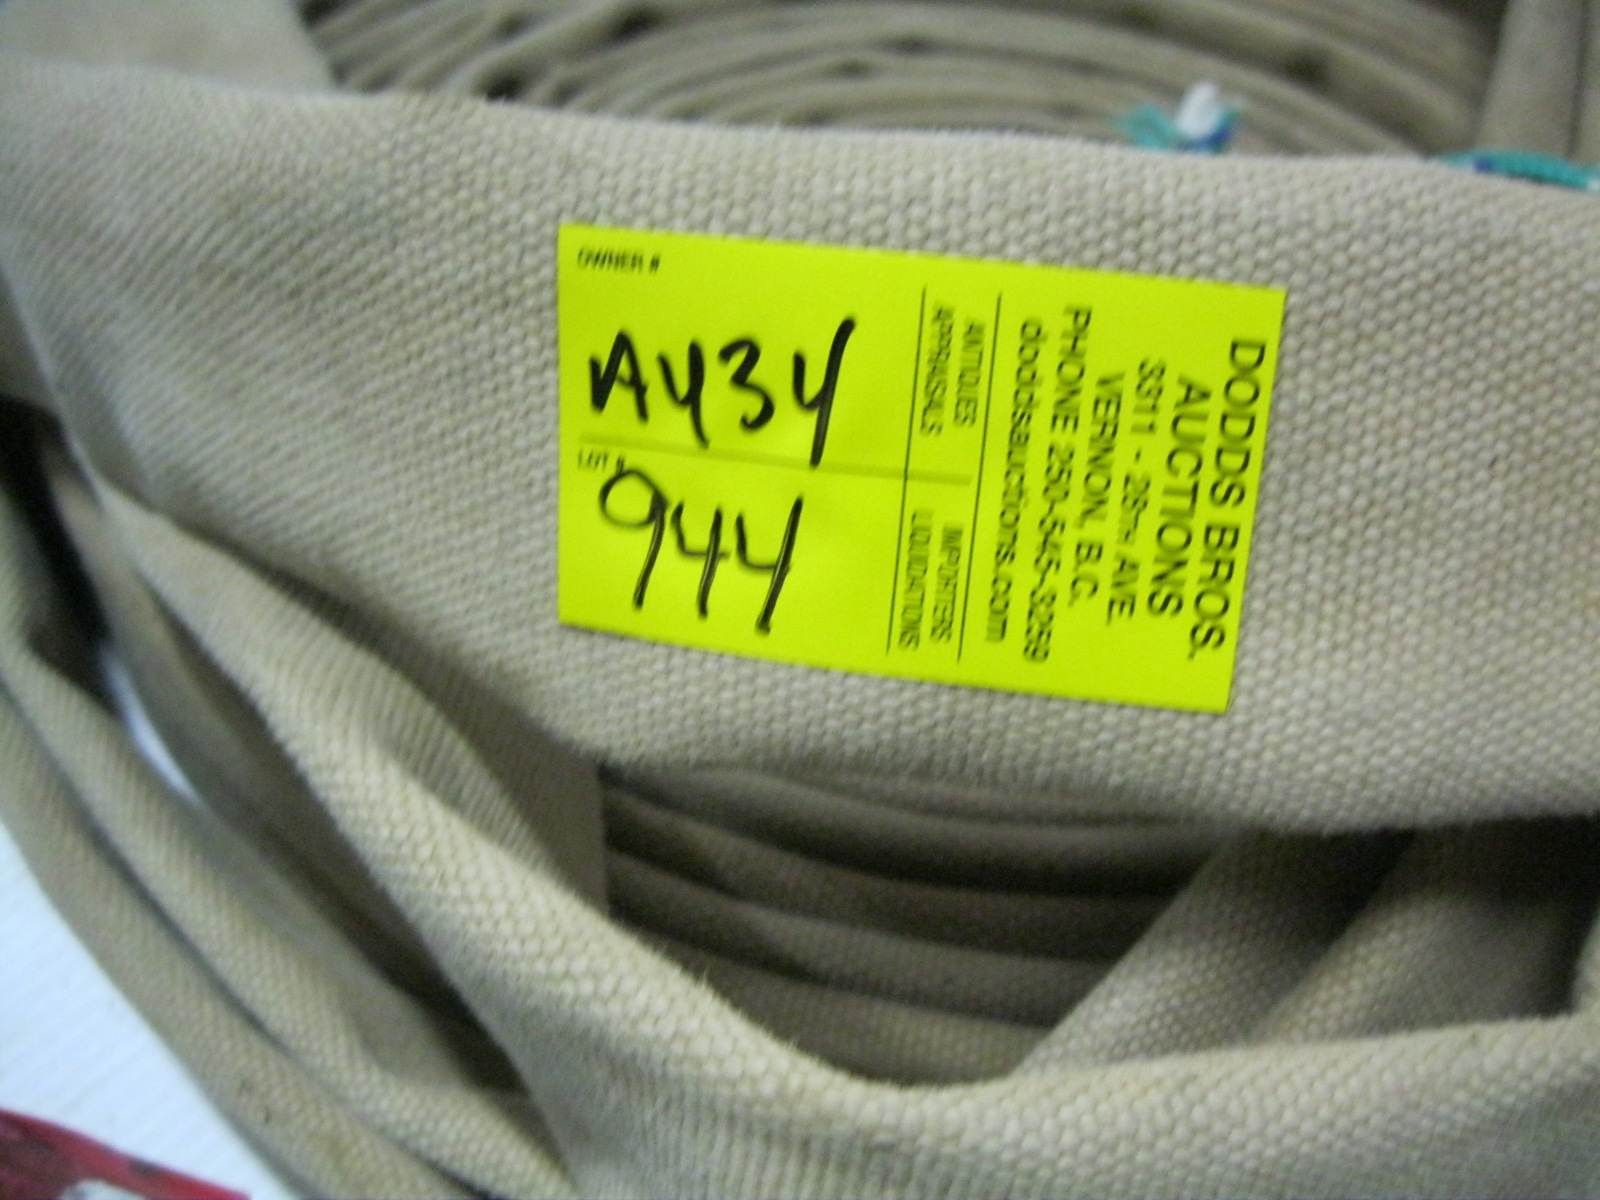 OWNER #
A434
LOT #
944
ANTIQUES
APPRAISALS
IMPORTERS
LIQUIDATIONS
DODDS BROS.
AUCTIONS
3311 - 28TH AVE.
VERNON, B.C.
PHONE 250-545-3259
doddsauctions.com